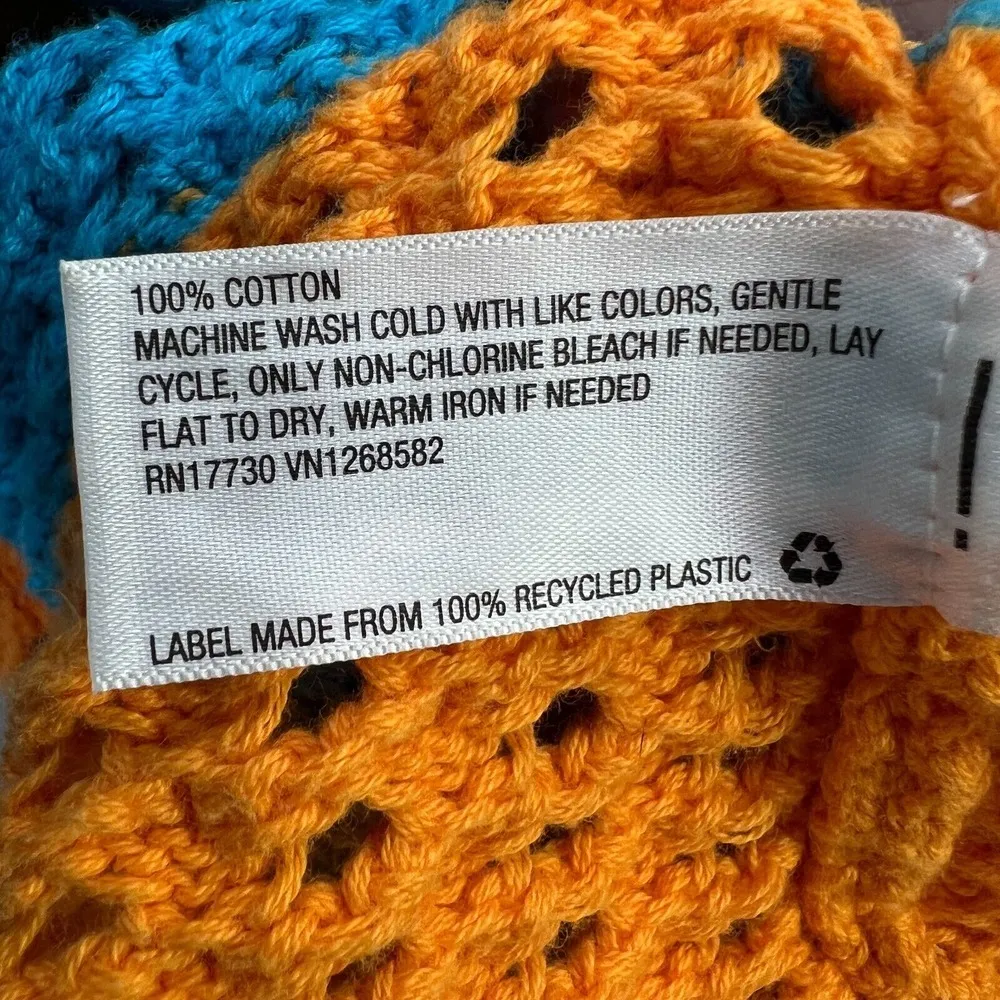 100% COTTON
MACHINE WASH COLD WITH LIKE COLORS, GENTLE
CYCLE, ONLY NON-CHLORINE BLEACH IF NEEDED, LAY
FLAT TO DRY, WARM IRON IF NEEDED
RN17730 VN1268582
LABEL MADE FROM 100% RECYCLED PLASTIC